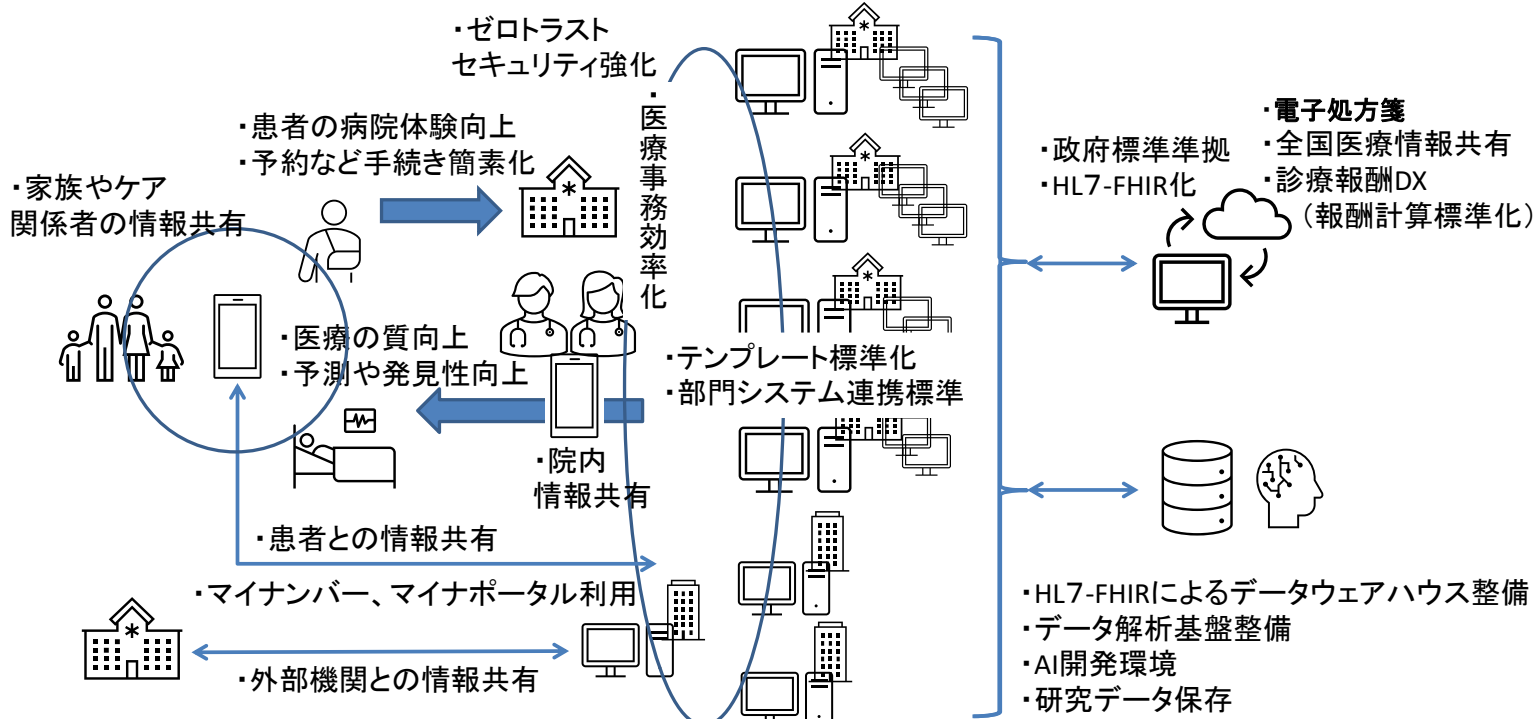 ・ゼロトラスト
セキュリティ強化
・医療事務効率化
・患者の病院体験向上
・予約など手続き簡素化
・家族やケア
関係者の情報共有
・医療の質向上
・予測や発見性向上
・院内
情報共有
・患者との情報共有
・マイナンバー、マイナポータル利用
・外部機関との情報共有
・テンプレート標準化
・部門システム連携標準
・政府標準準拠
・HL7-FHIR化
・電子処方箋
・全国医療情報共有
・診療報酬DX
（報酬計算標準化）
・HL7-FHIRによるデータウェアハウス整備
・データ解析基盤整備
・AI開発環境
・研究データ保存